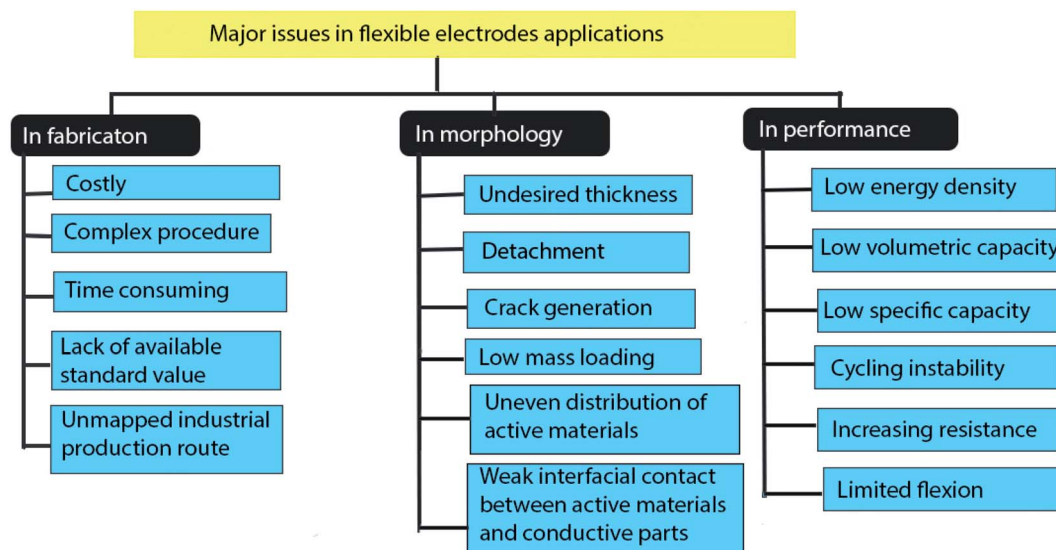 Major issues in flexible electrodes applications
In fabricaton
Costly
Complex procedure
Time consuming
Lack of available
standard value
Unmapped industrial
production route
In morphology
Undesired thickness
Detachment
Crack generation
Low mass loading
Uneven distribution of
active materials
Weak interfacial contact
between active materials
and conductive parts
In performance
Low energy density
Low volumetric capacity
Low specific capacity
Cycling instability
Increasing resistance
Limited flexion